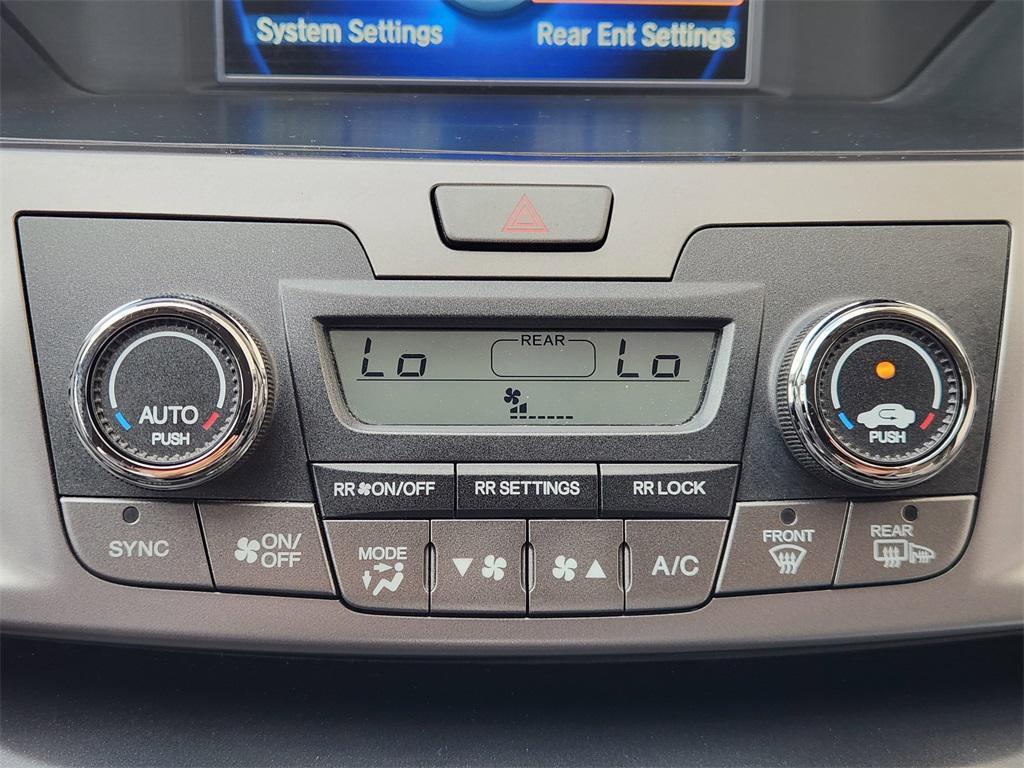 System Settings
Rear Ent Settings
Lo
REAR
Lo
AUTO
PUSH
PUSH
RR ON/OFF
RR SETTINGS
RR LOCK
SYNC
ON/
OFF
MODE
A/C
FRONT
REAR